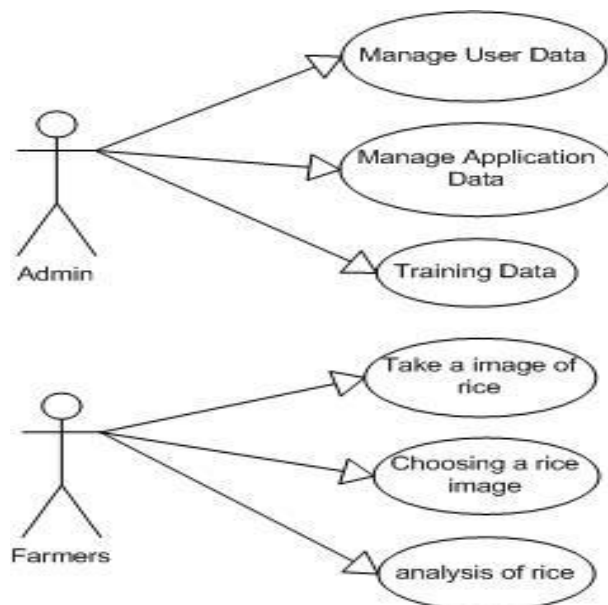 Manage User Data
Manage Application
Data
Admin
Training Data
Take a image of
rice
Choosing a rice
image
Farmers
analysis of rice